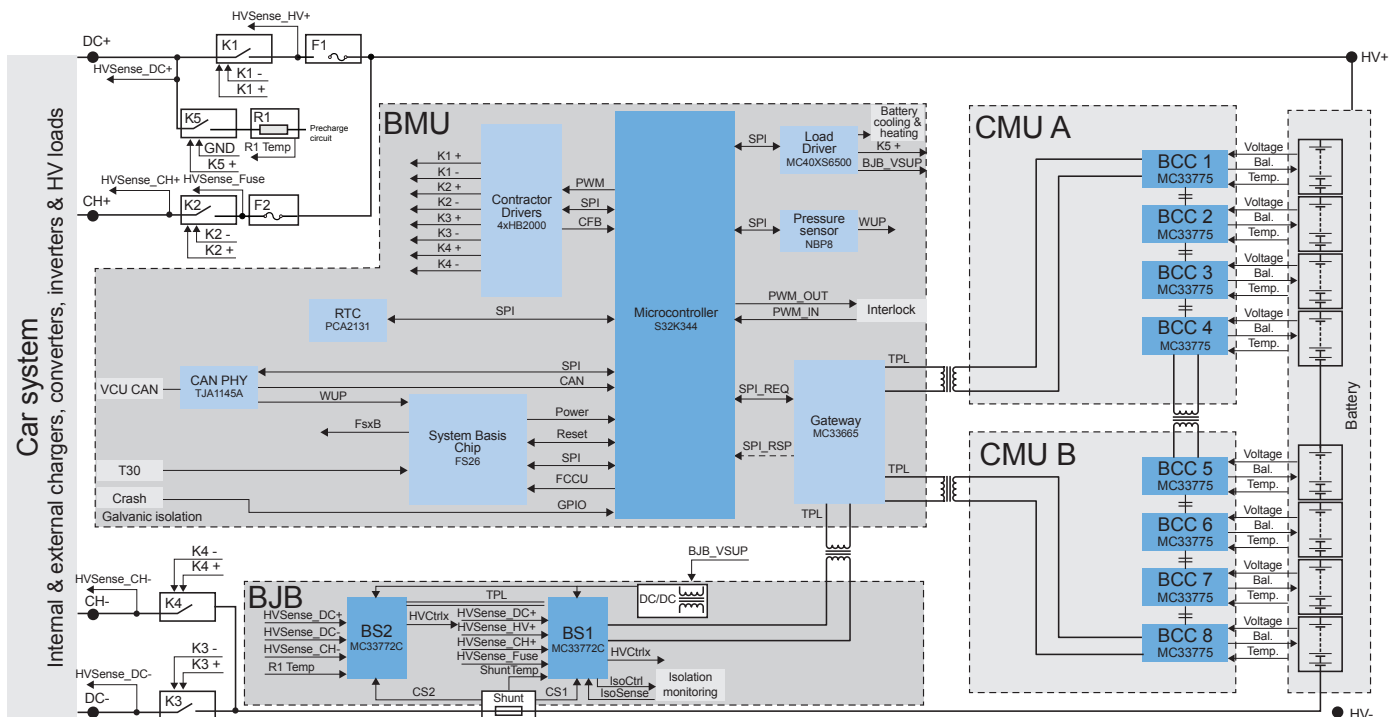 HVSense_HV+
DC+
K1
F1
HV+
HVSense_DC+
K1 -
K1 +
K5
R1
Precharge
circuit
GND
R1 Temp
K5 +
HVSense_CH+
HVSense_Fuse
CH+
K2
F2
K2 -
K2 +
Car system
Internal & external chargers, converters, inverters & HV loads
BMU
K1 +
K1 -
K2 +
K2 -
K3 +
K3 -
K4 +
K4 -
Contractor
Drivers
4xHB2000
PWM
SPI
CFB
Microcontroller
S32K344
SPI
Load
Driver
MC40XS6500
Battery
cooling &
heating
K5 +
BJB_VSUP
SPI
Pressure
sensor
NBP8
WUP
RTC
PCA2131
SPI
PWM_OUT
PWM_IN
Interlock
VCU CAN
CAN PHY
TJA1145A
SPI
CAN
WUP
FsxB
System Basis
Chip
FS26
Power
Reset
SPI
FCCU
GPIO
T30
Crash
Galvanic isolation
SPI_REQ
SPI_RSP
Gateway
MC33665
TPL
TPL
TPL
CMU A
BCC 1
MC33775
Voltage
Bal.
Temp.
BCC 2
MC33775
Voltage
Bal.
Temp.
BCC 3
MC33775
Voltage
Bal.
Temp.
BCC 4
MC33775
Voltage
Bal.
Temp.
Battery
CMU B
BCC 5
MC33775
Voltage
Bal.
Temp.
BCC 6
MC33775
Voltage
Bal.
Temp.
BCC 7
MC33775
Voltage
Bal.
Temp.
BCC 8
MC33775
Voltage
Bal.
Temp.
K4 -
K4 +
HVSense_CH-
CH-
K4
K3 -
K3 +
HVSense_DC-
DC-
K3
BJB
BJB_VSUP
DC/DC
TPL
HVSense_DC+
HVSense_DC-
HVSense_CH-
R1 Temp
BS2
MC33772C
HVCtrlx
HVSense_DC+
HVSense_HV+
HVSense_CH+
HVSense_Fuse
ShuntTemp
BS1
MC33772C
HVCtrlx
IsoCtrl
IsoSense
Isolation
monitoring
CS2
Shunt
CS1
HV-